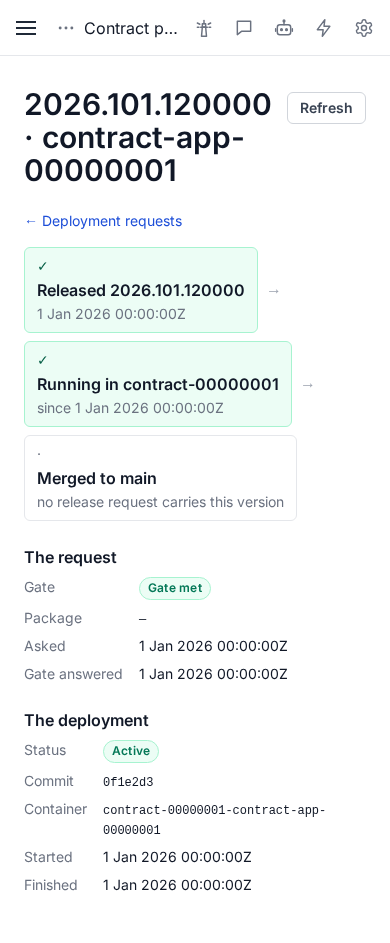 Contract p...
2026.101.120000
· contract-app-
00000001
Refresh
← Deployment requests
✓
Released 2026.101.120000
1 Jan 2026 00:00:00Z
→
✓
Running in contract-00000001
since 1 Jan 2026 00:00:00Z
→
·
Merged to main
no release request carries this version
The request
Gate Gate met
Package —
Asked 1 Jan 2026 00:00:00Z
Gate answered 1 Jan 2026 00:00:00Z
The deployment
Status Active
Commit 0f1e2d3
Container contract-00000001-contract-app-
00000001
Started 1 Jan 2026 00:00:00Z
Finished 1 Jan 2026 00:00:00Z